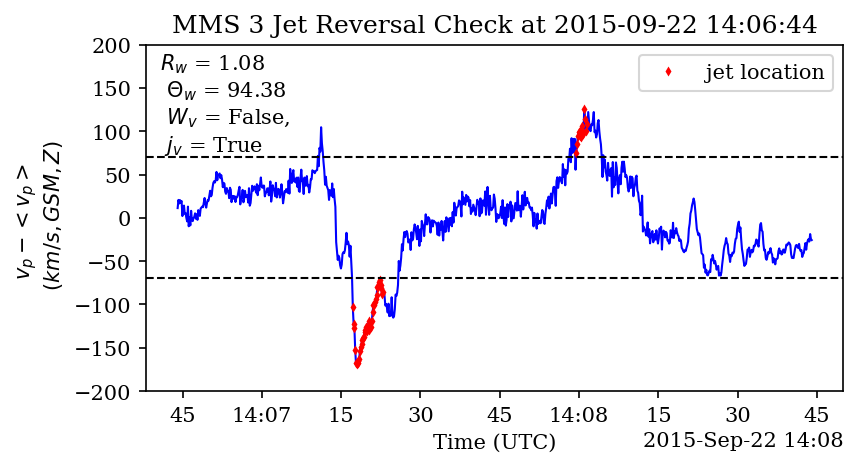 MMS 3 Jet Reversal Check at 2015-09-22 14:06:44
R_w = 1.08
Θ_w = 94.38
W_v = False,
j_v = True
jet location
200
150
100
50
0
−50
−100
−150
−200
v_p − < v_p >
(km/s, GSM, Z)
45 14:07 15 30 45 14:08 15 30 45
Time (UTC)
2015-Sep-22 14:08